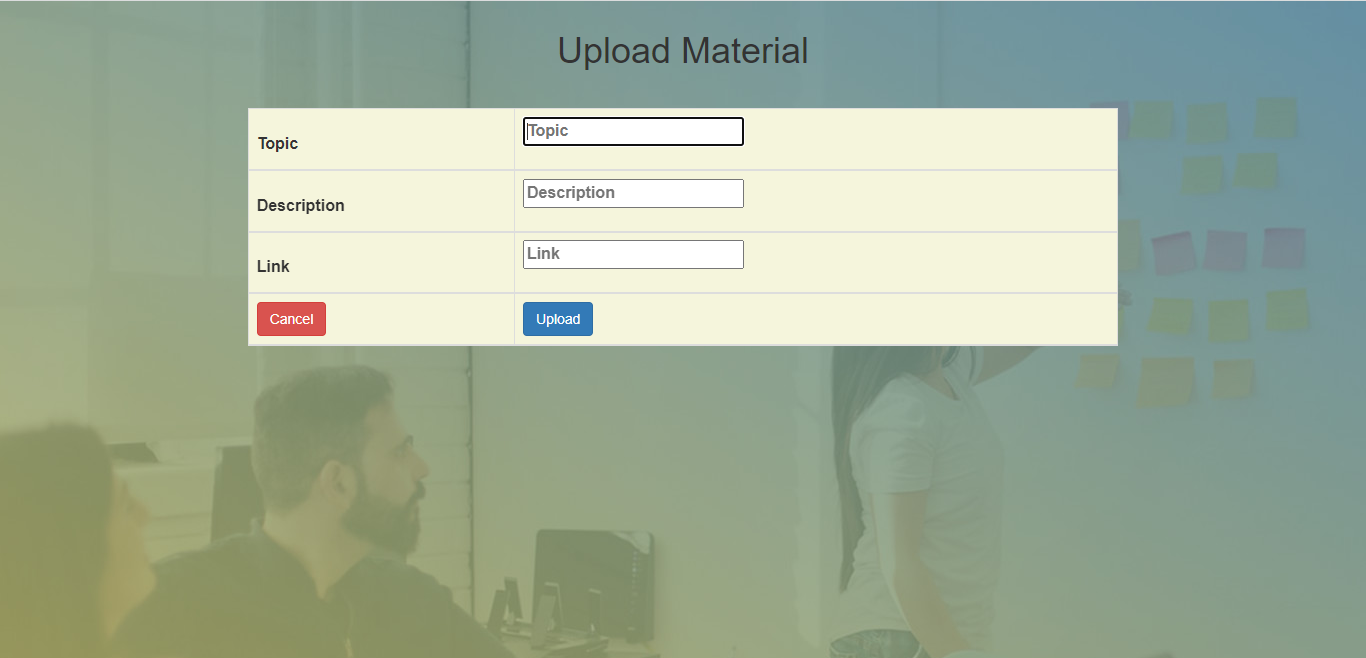 Upload Material
Topic Topic
Description Description
Link Link
Cancel Upload